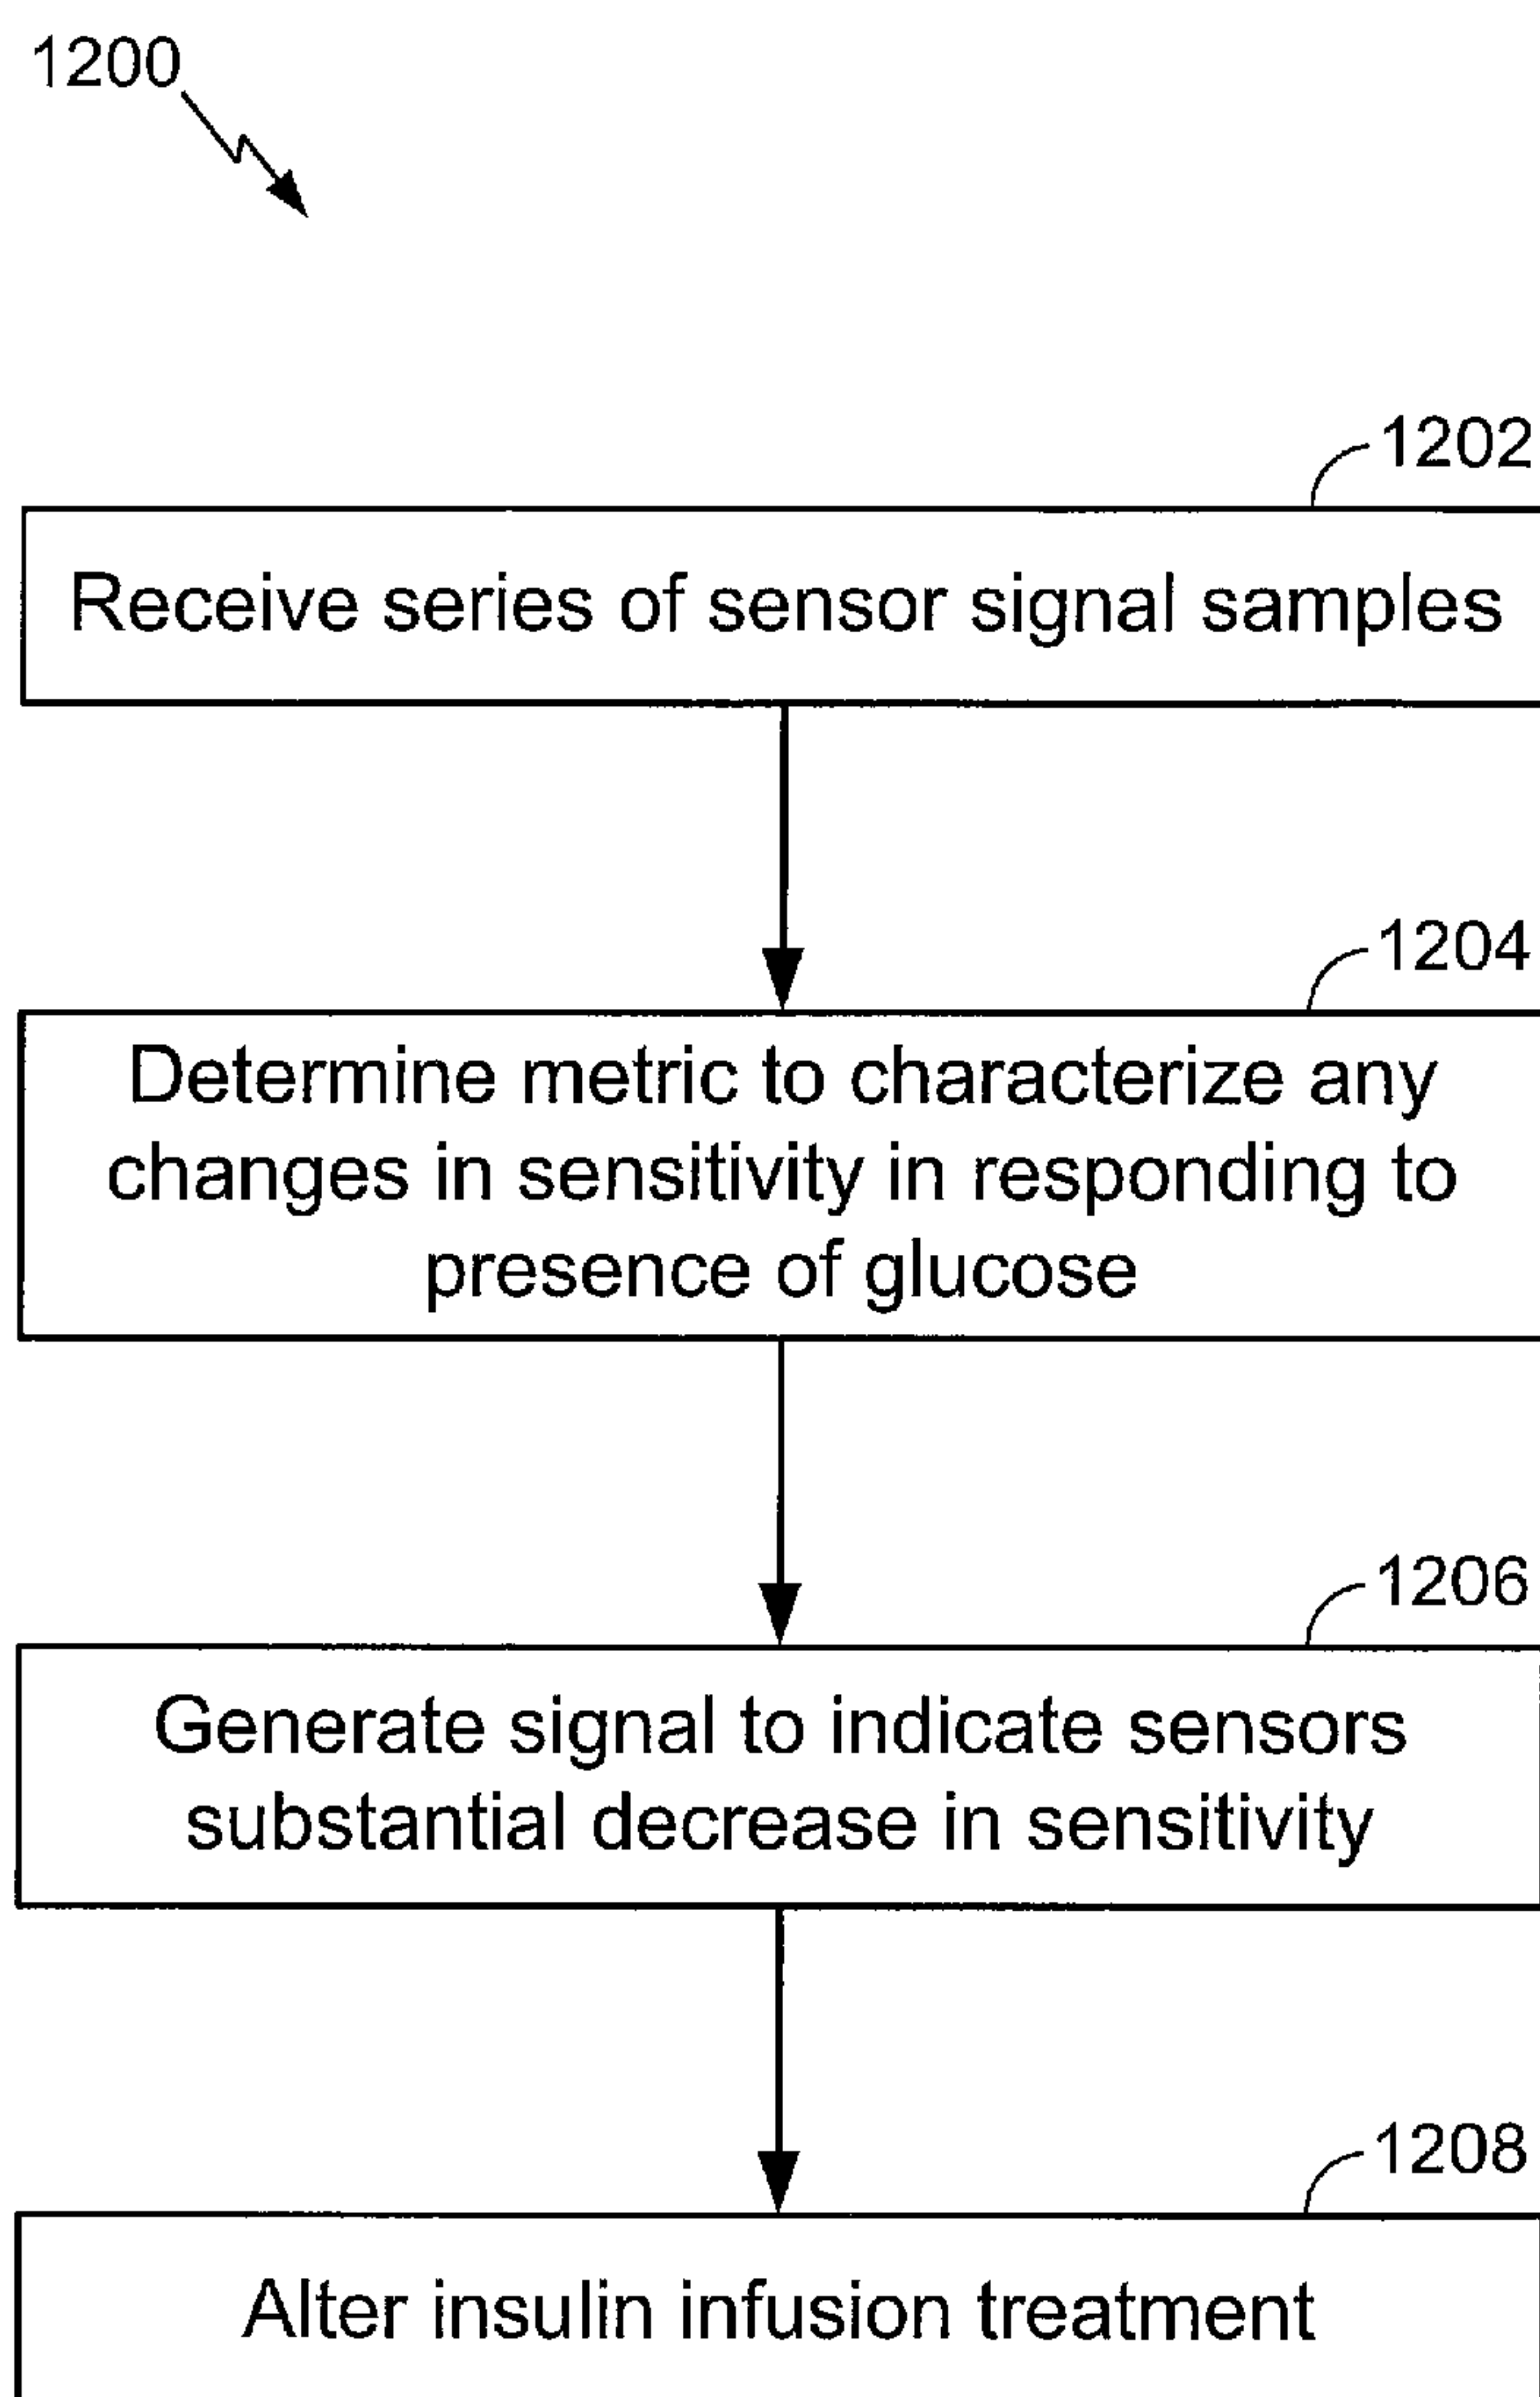 1200
1202
Receive series of sensor signal samples
1204
Determine metric to characterize any
changes in sensitivity in responding to
presence of glucose
1206
Generate signal to indicate sensors
substantial decrease in sensitivity
1208
Alter insulin infusion treatment